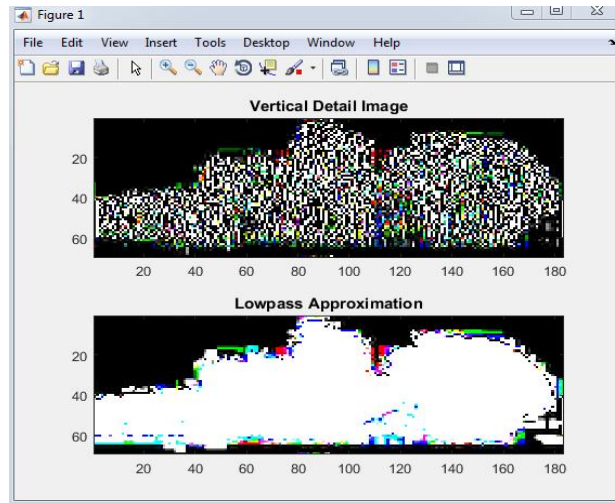 Figure 1
File Edit View Insert Tools Desktop Window Help
Vertical Detail Image
20
40
60
20 40 60 80 100 120 140 160 180
Lowpass Approximation
20
40
60
20 40 60 80 100 120 140 160 180